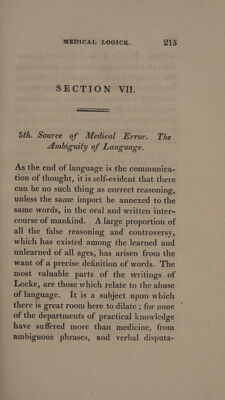 MEDICAL LOGICK. 215
SECTION VII.
5th. Source of Medical Error. The
Ambiguity of Language.
As the end of language is the communica-
tion of thought, it is self-evident that there
can be no such thing as correct reasoning,
unless the same import be annexed to the
same words, in the oral and written inter-
course of mankind. A large proportion of
all the false reasoning and controversy,
which has existed among the learned and
unlearned of all ages, has arisen from the
want of a precise definition of words. The
most valuable parts of the writings of
Locke, are those which relate to the abuse
of language. It is a subject upon which
there is great room here to dilate; for none
of the departments of practical knowledge
have suffered more than medicine, from
ambiguous phrases, and verbal disputa-